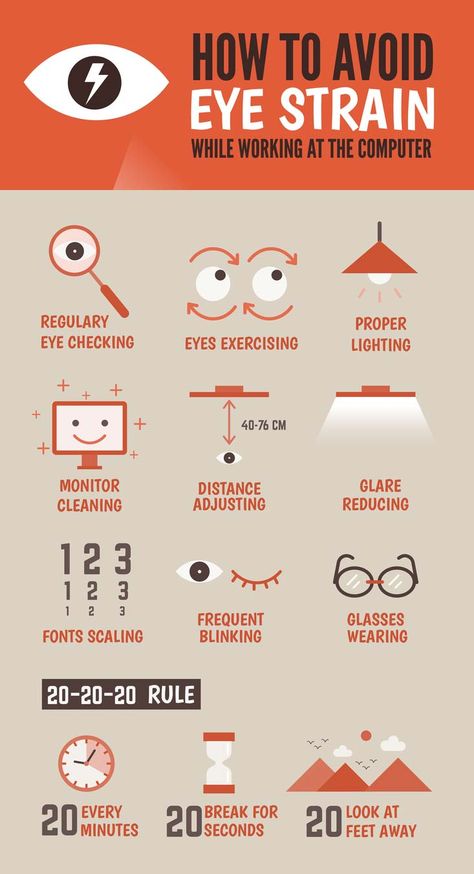 HOW TO AVOID
EYE STRAIN
WHILE WORKING AT THE COMPUTER
REGULARY
EYE CHECKING
EYES EXERCISING
PROPER
LIGHTING
MONITOR
CLEANING
40-76 CM
DISTANCE
ADJUSTING
GLARE
REDUCING
1 2 3
1 2 3
1 2 3
FONTS SCALING
FREQUENT
BLINKING
GLASSES
WEARING
20-20-20 RULE
20 EVERY
MINUTES
20 BREAK FOR
SECONDS
20 LOOK AT
FEET AWAY